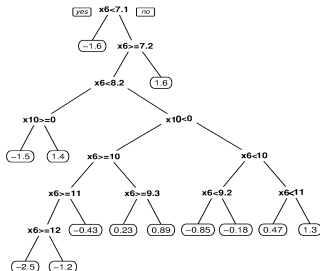 yes x6<7.1 no
-1.6 x6>=7.2
x6<8.2 1.6
x10>=0 x10<0
-1.5 1.4 x6>=10 x6<10
x6>=11 x6>=9.3 x6<9.2 x6<11
x6>=12 -0.43 0.23 0.89 -0.85 -0.18 0.47 1.3
-2.5 -1.2